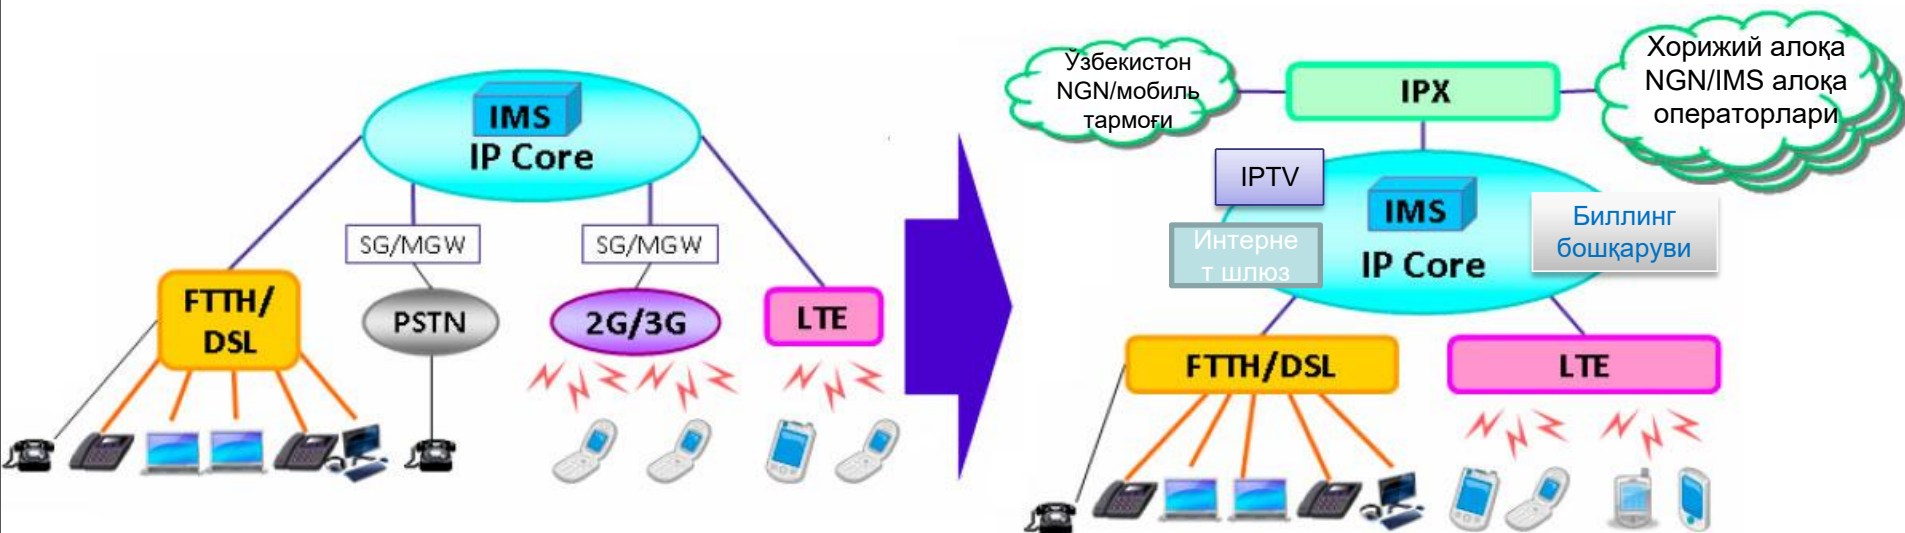 IMS
IP Core
SG/MGW
SG/MGW
FTTH/
DSL
PSTN
2G/3G
LTE
Ўзбекистон
NGN/мобиль
тармоғи
IPX
Хорижий алоқа
NGN/IMS алоқа
операторлари
IPTV
IMS
IP Core
Интерне
т шлюз
Биллинг
бошқаруви
FTTH/DSL
LTE